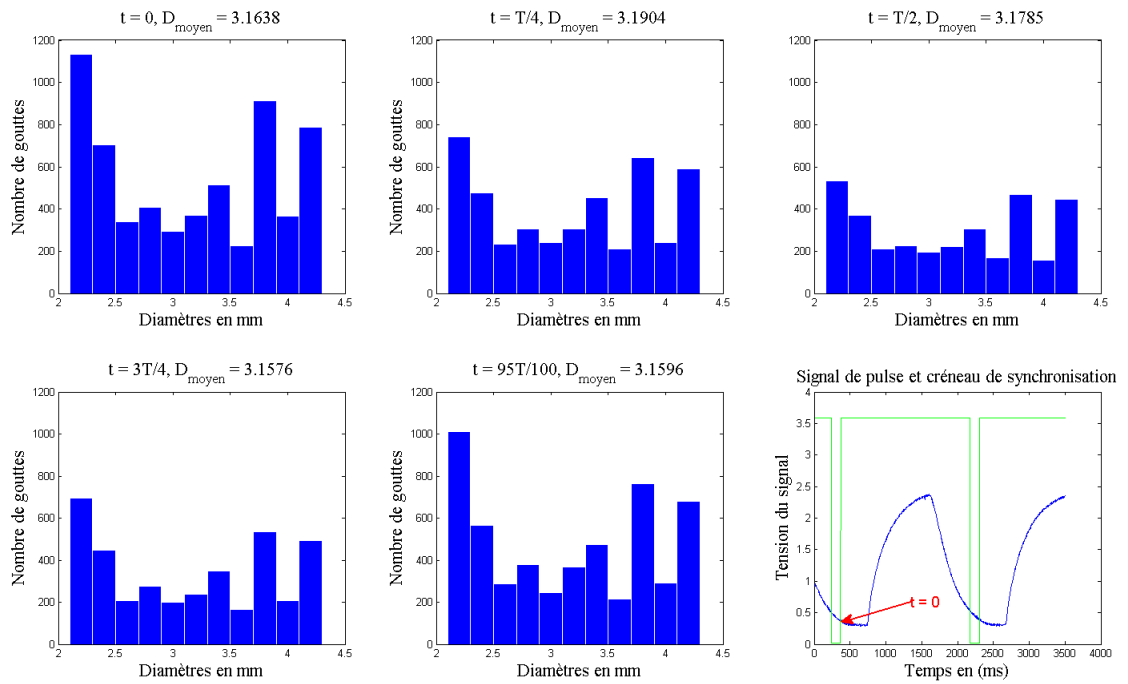 t = 0, D_moyen = 3.1638
Nombre de gouttes
1200
1000
800
600
400
200
0
2 2.5 3 3.5 4 4.5
Diamètres en mm
t = T/4, D_moyen = 3.1904
Nombre de gouttes
1200
1000
800
600
400
200
0
2 2.5 3 3.5 4 4.5
Diamètres en mm
t = T/2, D_moyen = 3.1785
1200
1000
800
600
400
200
0
2 2.5 3 3.5 4 4.5
Diamètres en mm
t = 3T/4, D_moyen = 3.1576
Nombre de gouttes
1200
1000
800
600
400
200
0
2 2.5 3 3.5 4 4.5
Diamètres en mm
t = 95T/100, D_moyen = 3.1596
Nombre de gouttes
1200
1000
800
600
400
200
0
2 2.5 3 3.5 4 4.5
Diamètres en mm
Signal de pulse et créneau de synchronisation
Tension du signal
4
3.5
3
2.5
2
1.5
1
0.5
0
t = 0
0 500 1000 1500 2000 2500 3000 3500 4000
Temps en (ms)